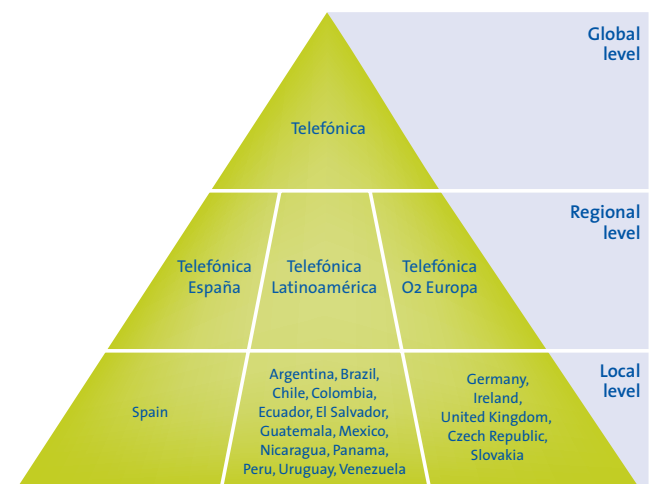 Global
level
Telefónica
Regional
level
Telefónica
España
Telefónica
Latinoamérica
Telefónica
O2 Europa
Local
level
Spain
Argentina, Brazil,
Chile, Colombia,
Ecuador, El Salvador,
Guatemala, Mexico,
Nicaragua, Panama,
Peru, Uruguay, Venezuela
Germany,
Ireland,
United Kingdom,
Czech Republic,
Slovakia